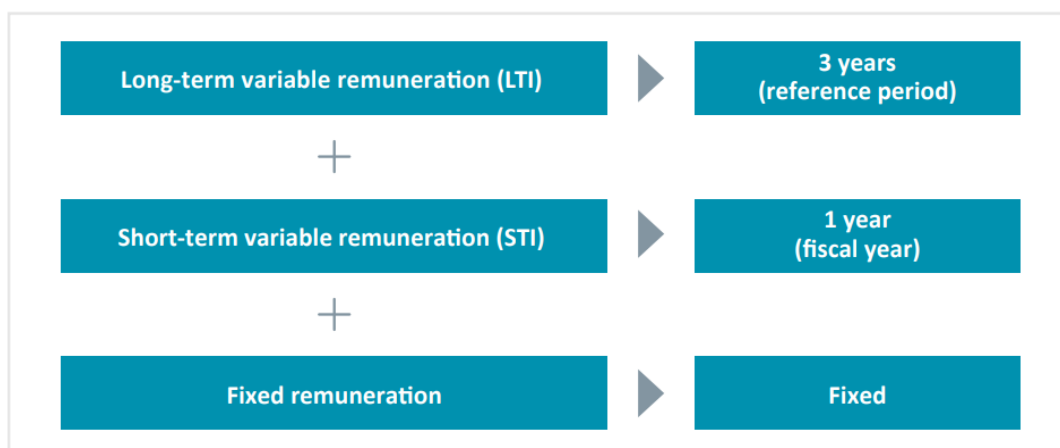 Long-term variable remuneration (LTI)
3 years
(reference period)
+
Short-term variable remuneration (STI)
1 year
(fiscal year)
+
Fixed remuneration
Fixed